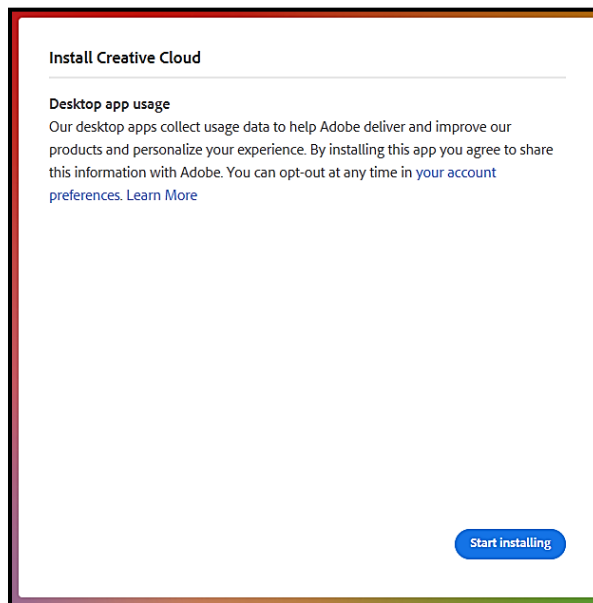 Install Creative Cloud
Desktop app usage
Our desktop apps collect usage data to help Adobe deliver and improve our
products and personalize your experience. By installing this app you agree to share
this information with Adobe. You can opt-out at any time in your account
preferences. Learn More
Start installing